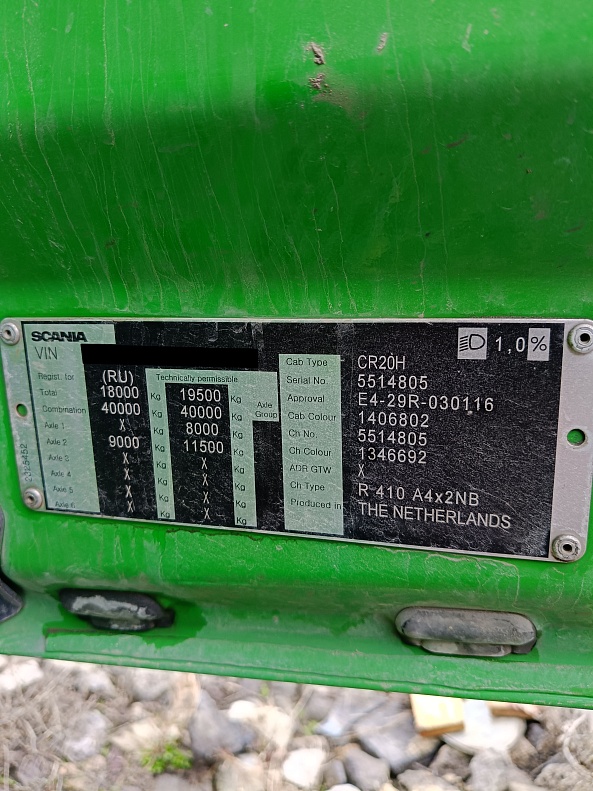 SCANIA
VIN
1,0%
Regist. for (RU) Technically permissible
Total 18000 Kg 19500 Kg
Combination 40000 Kg 40000 Kg Axle Group
Axle 1 X Kg 8000 Kg
Axle 2 9000 Kg 11500 Kg
Axle 3 X Kg X Kg
Axle 4 X Kg X Kg
Axle 5 X Kg X Kg
Axle 6 X Kg X Kg
Cab Type CR20H
Serial No. 5514805
Approval E4-29R-030116
Cab Colour 1406802
Ch No. 5514805
Ch Colour 1346692
ADR GTW X
Ch Type R 410 A4x2NB
Produced in THE NETHERLANDS